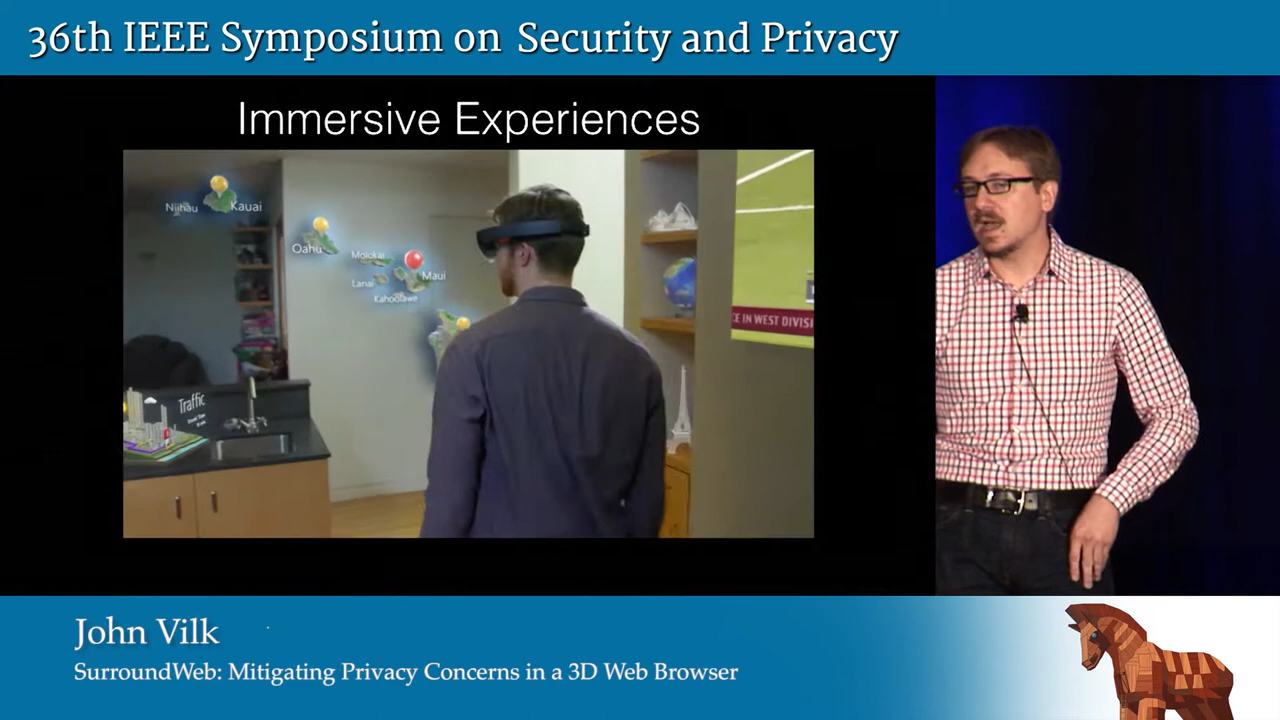 36th IEEE Symposium on Security and Privacy
Immersive Experiences
Niihau
Kauai
Oahu
Molokai
Maui
Lanai
Kahoolawe
Traffic
CE IN WEST DIVISI
John Vilk
SurroundWeb: Mitigating Privacy Concerns in a 3D Web Browser